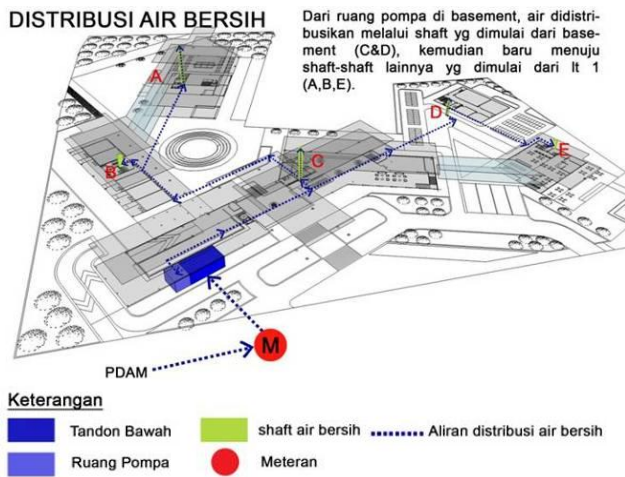 DISTRIBUSI AIR BERSIH
Dari ruang pompa di basement, air didistri-
busikan melalui shaft yg dimulai dari base-
ment (C&D), kemudian baru menuju
shaft-shaft lainnya yg dimulai dari lt 1
(A,B,E).
A
D
B
C
E
M
PDAM
Keterangan
Tandon Bawah
shaft air bersih
Aliran distribusi air bersih
Ruang Pompa
Meteran